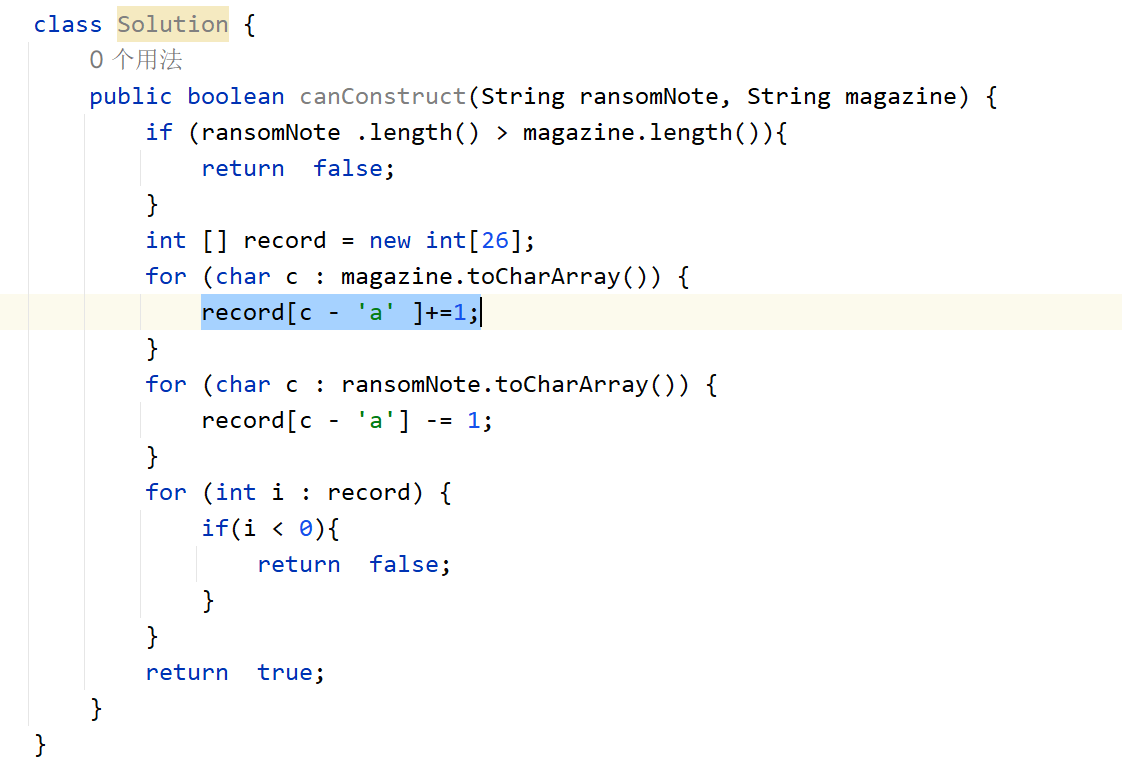 class Solution {
0 个用法
public boolean canConstruct(String ransomNote, String magazine) {
if (ransomNote .length() > magazine.length()){
return  false;
}
int [] record = new int[26];
for (char c : magazine.toCharArray()) {
record[c - 'a' ]+=1;
}
for (char c : ransomNote.toCharArray()) {
record[c - 'a'] -= 1;
}
for (int i : record) {
if(i < 0){
return  false;
}
}
return  true;
}
}